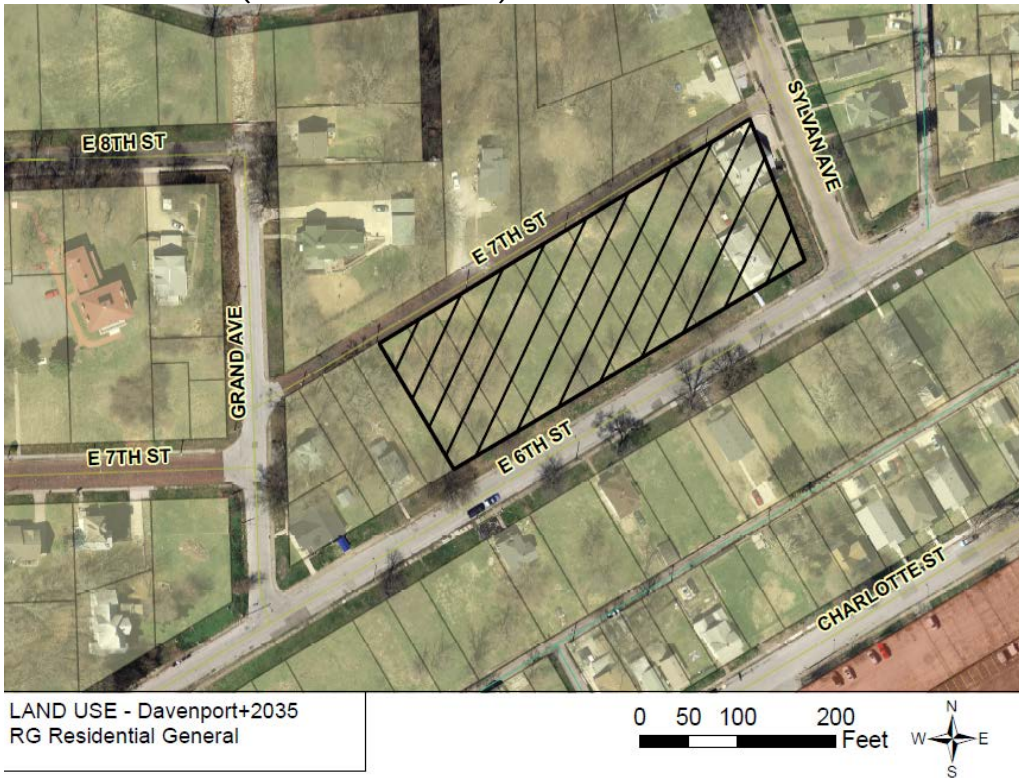 E 8TH ST
SYLVAN AVE
E 7TH ST
GRAND AVE
E 7TH ST
E 6TH ST
CHARLOTTE ST
LAND USE - Davenport+2035
RG Residential General
0 50 100 200
Feet
N
W E
S